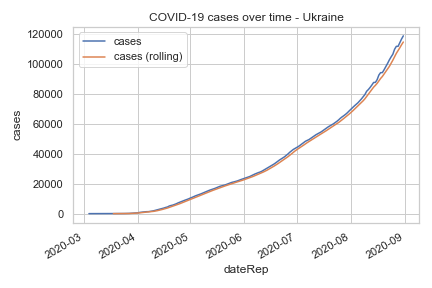 COVID-19 cases over time - Ukraine
cases
cases (rolling)
120000
100000
80000
60000
40000
20000
0
cases
2020-03
2020-04
2020-05
2020-06
2020-07
2020-08
2020-09
dateRep